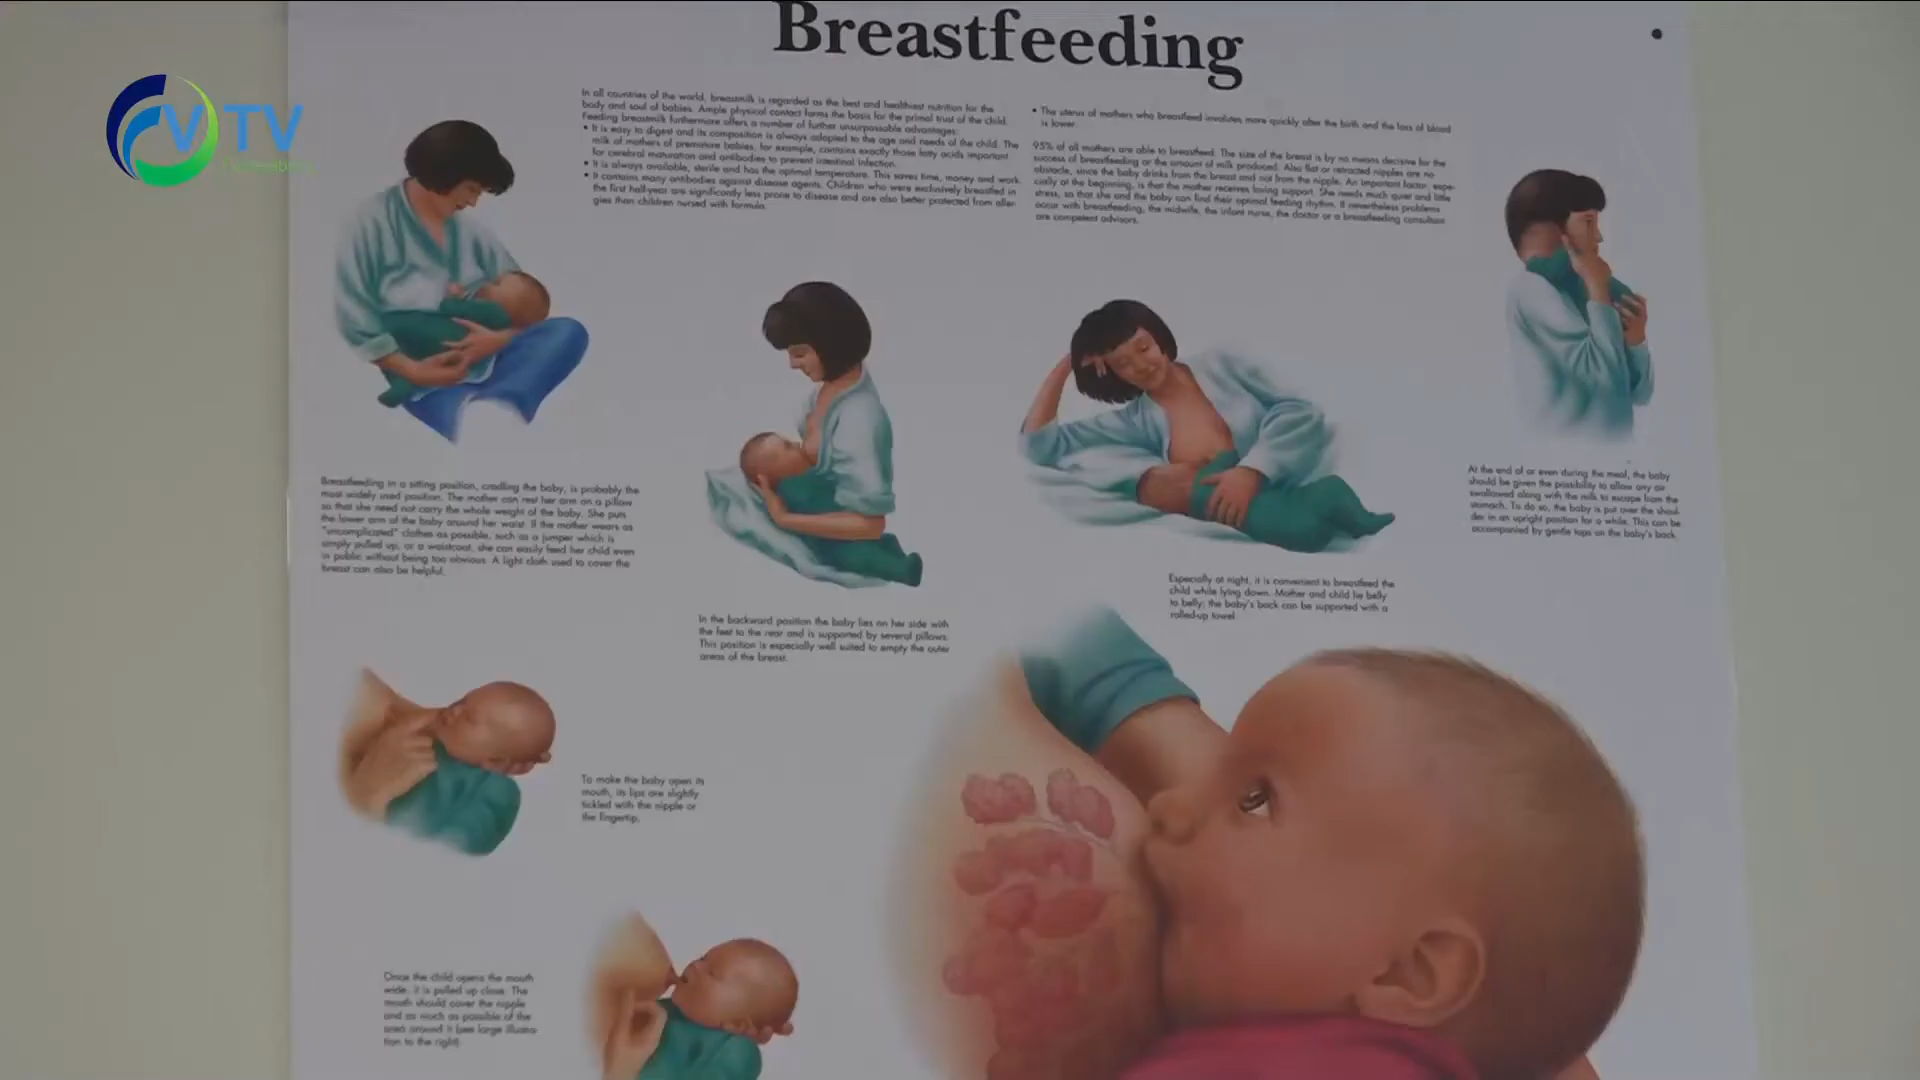 Breastfeeding
V TV
In all countries of the world, breastmilk is regarded as the best and healthiest nutrition for the
body and soul of babies. Ample physical contact forms the basis for the primal trust of the child.
Feeding breastmilk furthermore offers a number of further unsurpassable advantages:
• It is easy to digest and its composition is always adapted to the age and needs of the child. The
milk of mothers of premature babies, for example, contains exactly those fatty acids important
for cerebral maturation and antibodies to prevent intestinal infection.
• It is always available, sterile and has the optimal temperature. This saves time, money and work.
• It contains many antibodies against disease agents. Children who were exclusively breastfed in
the first half-year are significantly less prone to disease and are also better protected from aller-
gies than children nursed with formula.
• The uterus of mothers who breastfeed involutes more quickly after the birth and the loss of blood
is lower.
95% of all mothers are able to breastfeed. The size of the breast is by no means decisive for the
success of breastfeeding or the amount of milk produced. Also flat or retracted nipples are no
obstacle, since the baby drinks from the breast and not from the nipple. An important factor, espe-
cially at the beginning, is that the mother receives loving support. She needs much quiet and little
stress, so that she and the baby can find their optimal feeding rhythm. If nevertheless problems
occur with breastfeeding, the midwife, the infant nurse, the doctor or a breastfeeding consultant
are competent advisors.
Breastfeeding in a sitting position, cradling the baby, is probably the
most widely used position. The mother can rest her arm on a pillow
so that she need not carry the whole weight of the baby. She puts
the lower arm of the baby around her waist. If the mother wears as
"uncomplicated" clothes as possible, such as a jumper which is
simply pulled up, or a waistcoat, she can easily feed her child even
in public without being too obvious. A light cloth used to cover the
breast can also be helpful.
In the backward position the baby lies on her side with
the feet to the rear and is supported by several pillows.
This position is especially well suited to empty the outer
areas of the breast.
Especially at night, it is convenient to breastfeed the
child while lying down. Mother and child lie belly
to belly; the baby's back can be supported with a
rolled-up towel.
At the end of or even during the meal, the baby
should be given the possibility to allow any air
swallowed along with the milk to escape from the
stomach. To do so, the baby is put over the shoul-
der in an upright position for a while. This can be
accompanied by gentle taps on the baby's back.
To make the baby open its
mouth, its lips are slightly
tickled with the nipple or
the fingertip.
Once the child opens the mouth
wide, it is pulled up close. The
mouth should cover the nipple
and as much as possible of the
area around it (see large illustra-
tion to the right).